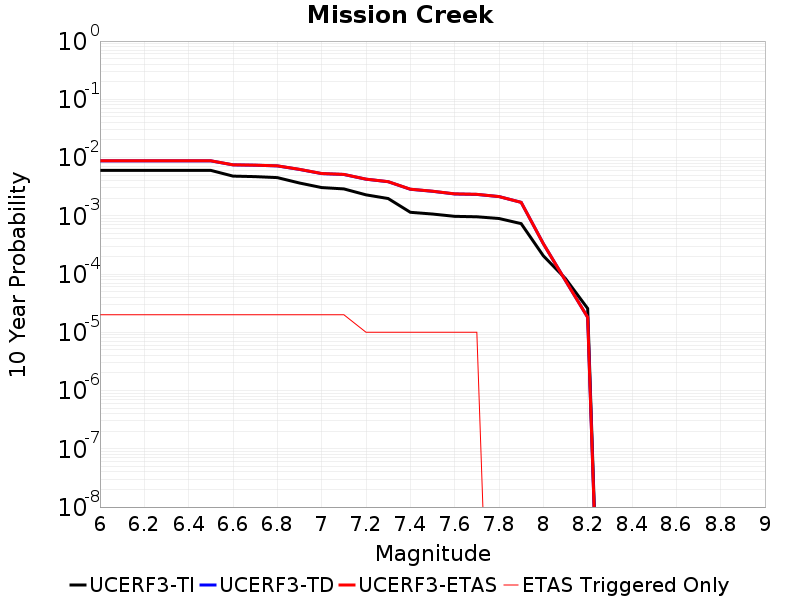 Mission Creek
10 Year Probability
10^0
10^-1
10^-2
10^-3
10^-4
10^-5
10^-6
10^-7
10^-8
6 6.2 6.4 6.6 6.8 7 7.2 7.4 7.6 7.8 8 8.2 8.4 8.6 8.8 9
Magnitude
UCERF3-TI UCERF3-TD UCERF3-ETAS ETAS Triggered Only